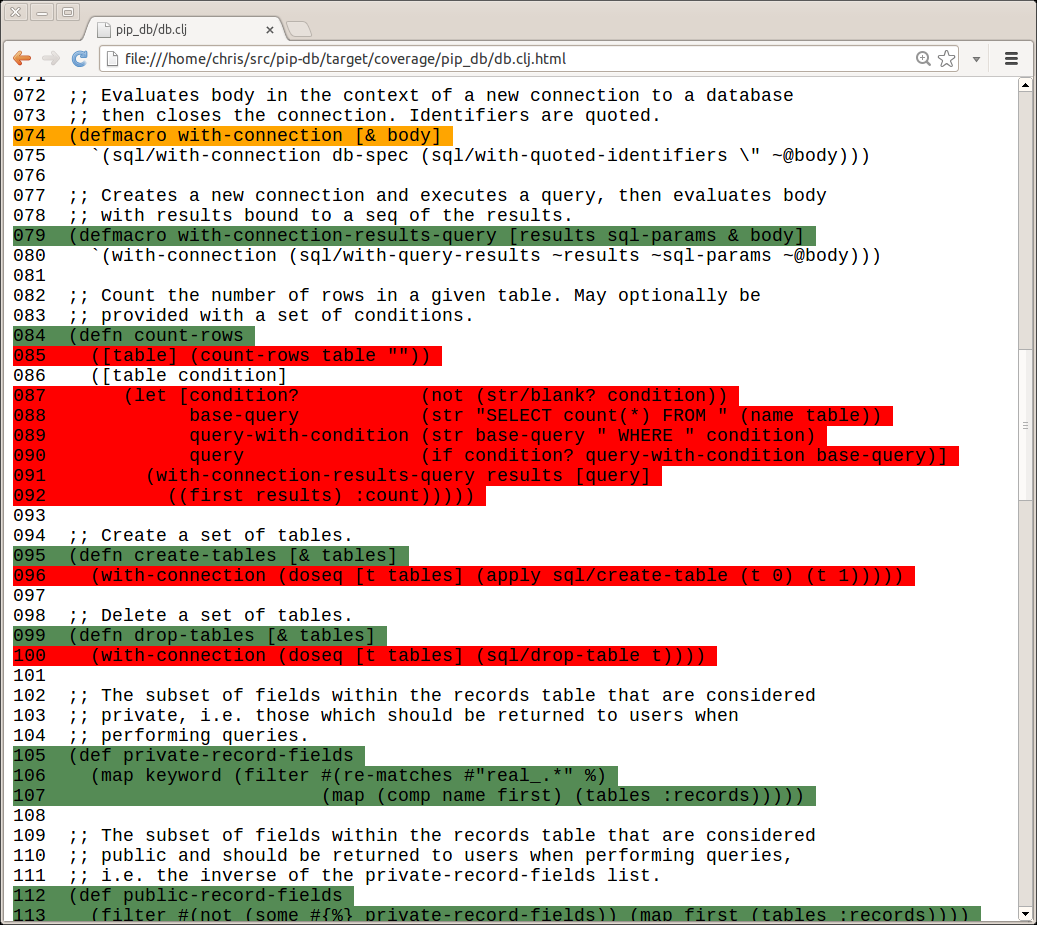 pip_db/db.clj
file:///home/chris/src/pip-db/target/coverage/pip_db/db.clj.html
071
072  ;; Evaluates body in the context of a new connection to a database
073  ;; then closes the connection. Identifiers are quoted.
074  (defmacro with-connection [& body]
075    `(sql/with-connection db-spec (sql/with-quoted-identifiers \" ~@body)))
076
077  ;; Creates a new connection and executes a query, then evaluates body
078  ;; with results bound to a seq of the results.
079  (defmacro with-connection-results-query [results sql-params & body]
080    `(with-connection (sql/with-query-results ~results ~sql-params ~@body)))
081
082  ;; Count the number of rows in a given table. May optionally be
083  ;; provided with a set of conditions.
084  (defn count-rows
085    ([table] (count-rows table ""))
086    ([table condition]
087       (let [condition?           (not (str/blank? condition))
088             base-query           (str "SELECT count(*) FROM " (name table))
089             query-with-condition (str base-query " WHERE " condition)
090             query                (if condition? query-with-condition base-query)]
091         (with-connection-results-query results [query]
092           ((first results) :count)))))
093
094  ;; Create a set of tables.
095  (defn create-tables [& tables]
096    (with-connection (doseq [t tables] (apply sql/create-table (t 0) (t 1)))))
097
098  ;; Delete a set of tables.
099  (defn drop-tables [& tables]
100    (with-connection (doseq [t tables] (sql/drop-table t))))
101
102  ;; The subset of fields within the records table that are considered
103  ;; private, i.e. those which should be returned to users when
104  ;; performing queries.
105  (def private-record-fields
106    (map keyword (filter #(re-matches #"real_.*" %)
107                         (map (comp name first) (tables :records)))))
108
109  ;; The subset of fields within the records table that are considered
110  ;; public and should be returned to users when performing queries,
111  ;; i.e. the inverse of the private-record-fields list.
112  (def public-record-fields
113    (filter #(not (some #{%} private-record-fields)) (map first (tables :records))))